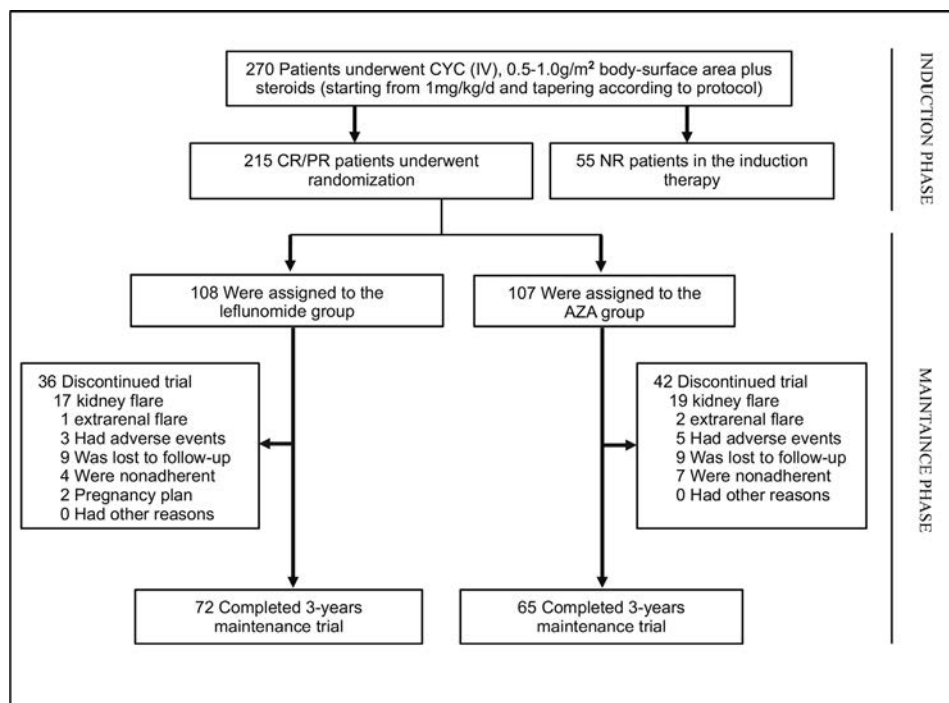 270 Patients underwent CYC (IV), 0.5-1.0g/m² body-surface area plus
steroids (starting from 1mg/kg/d and tapering according to protocol)
215 CR/PR patients underwent
randomization
55 NR patients in the induction
therapy
INDUCTION PHASE
108 Were assigned to the
leflunomide group
107 Were assigned to the
AZA group
36 Discontinued trial
17 kidney flare
1 extrarenal flare
3 Had adverse events
9 Was lost to follow-up
4 Were nonadherent
2 Pregnancy plan
0 Had other reasons
42 Discontinued trial
19 kidney flare
2 extrarenal flare
5 Had adverse events
9 Was lost to follow-up
7 Were nonadherent
0 Had other reasons
72 Completed 3-years
maintenance trial
65 Completed 3-years
maintenance trial
MAINTAINCE PHASE